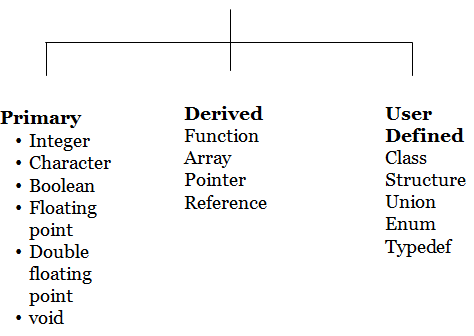 Primary
• Integer
• Character
• Boolean
• Floating
point
• Double
floating
point
• void
Derived
Function
Array
Pointer
Reference
User
Defined
Class
Structure
Union
Enum
Typedef